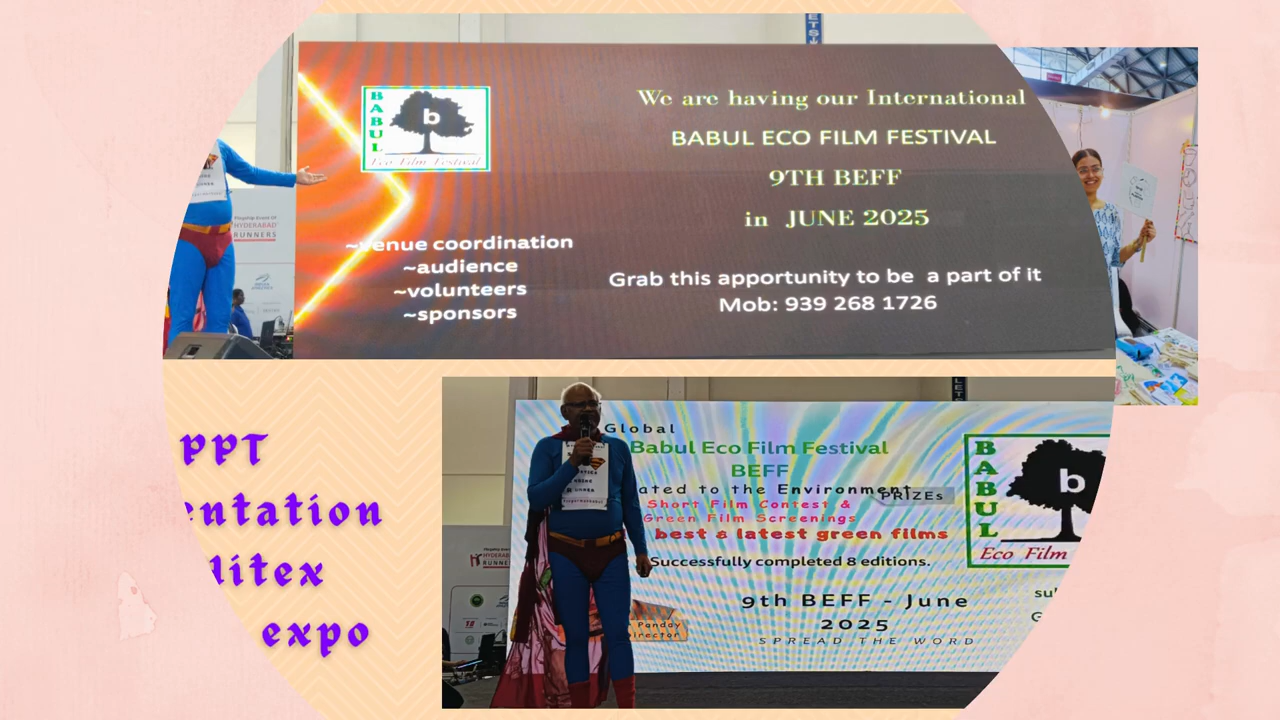 We are having our International
BABUL ECO FILM FESTIVAL
9TH BEFF
in JUNE 2025
Grab this apportunity to be a part of it
Mob: 939 268 1726
BABUL
b
Eco Film Festival
~venue coordination
~audience
~volunteers
~sponsors
Flagship Event Of
HYDERABAD
RUNNERS
PPT
entation
litex
expo
Global
Babul Eco Film Festival
BEFF
ated to the Environment
PRIZEs
Short Film Contest &
Green Film Screenings
best & latest green films
Successfully completed 8 editions.
9th BEFF - June
2025
SPREAD THE WORD
Panday
Director
BABUL
b
Eco Film
su
G